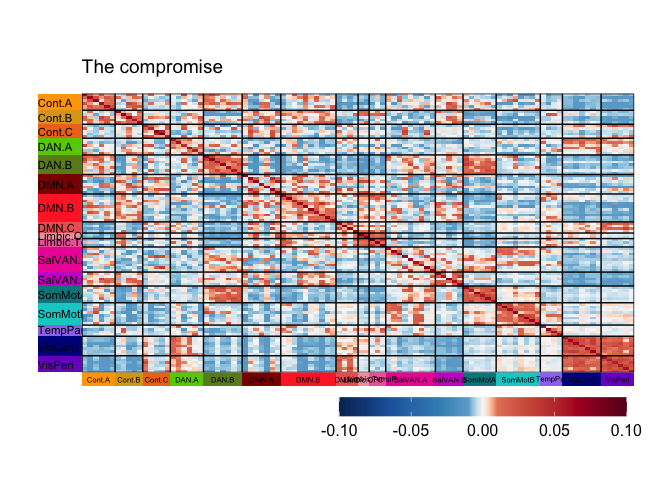 The compromise
Cont.A
Cont.B
Cont.C
DAN.A
DAN.B
DMN.A
DMN.B
DMN.C
Limbic.O
Limbic.T
SalVAN.
SalVAN.
SomMot
SomMotB
TempPa
VisCent
VisPeri
Cont.A Cont.B Cont.C DAN.A DAN.B DMN.A DMN.B SalVAN.A SalVAN.B SomMotA SomMotB TempPa VisPeri
-0.10 -0.05 0.00 0.05 0.10